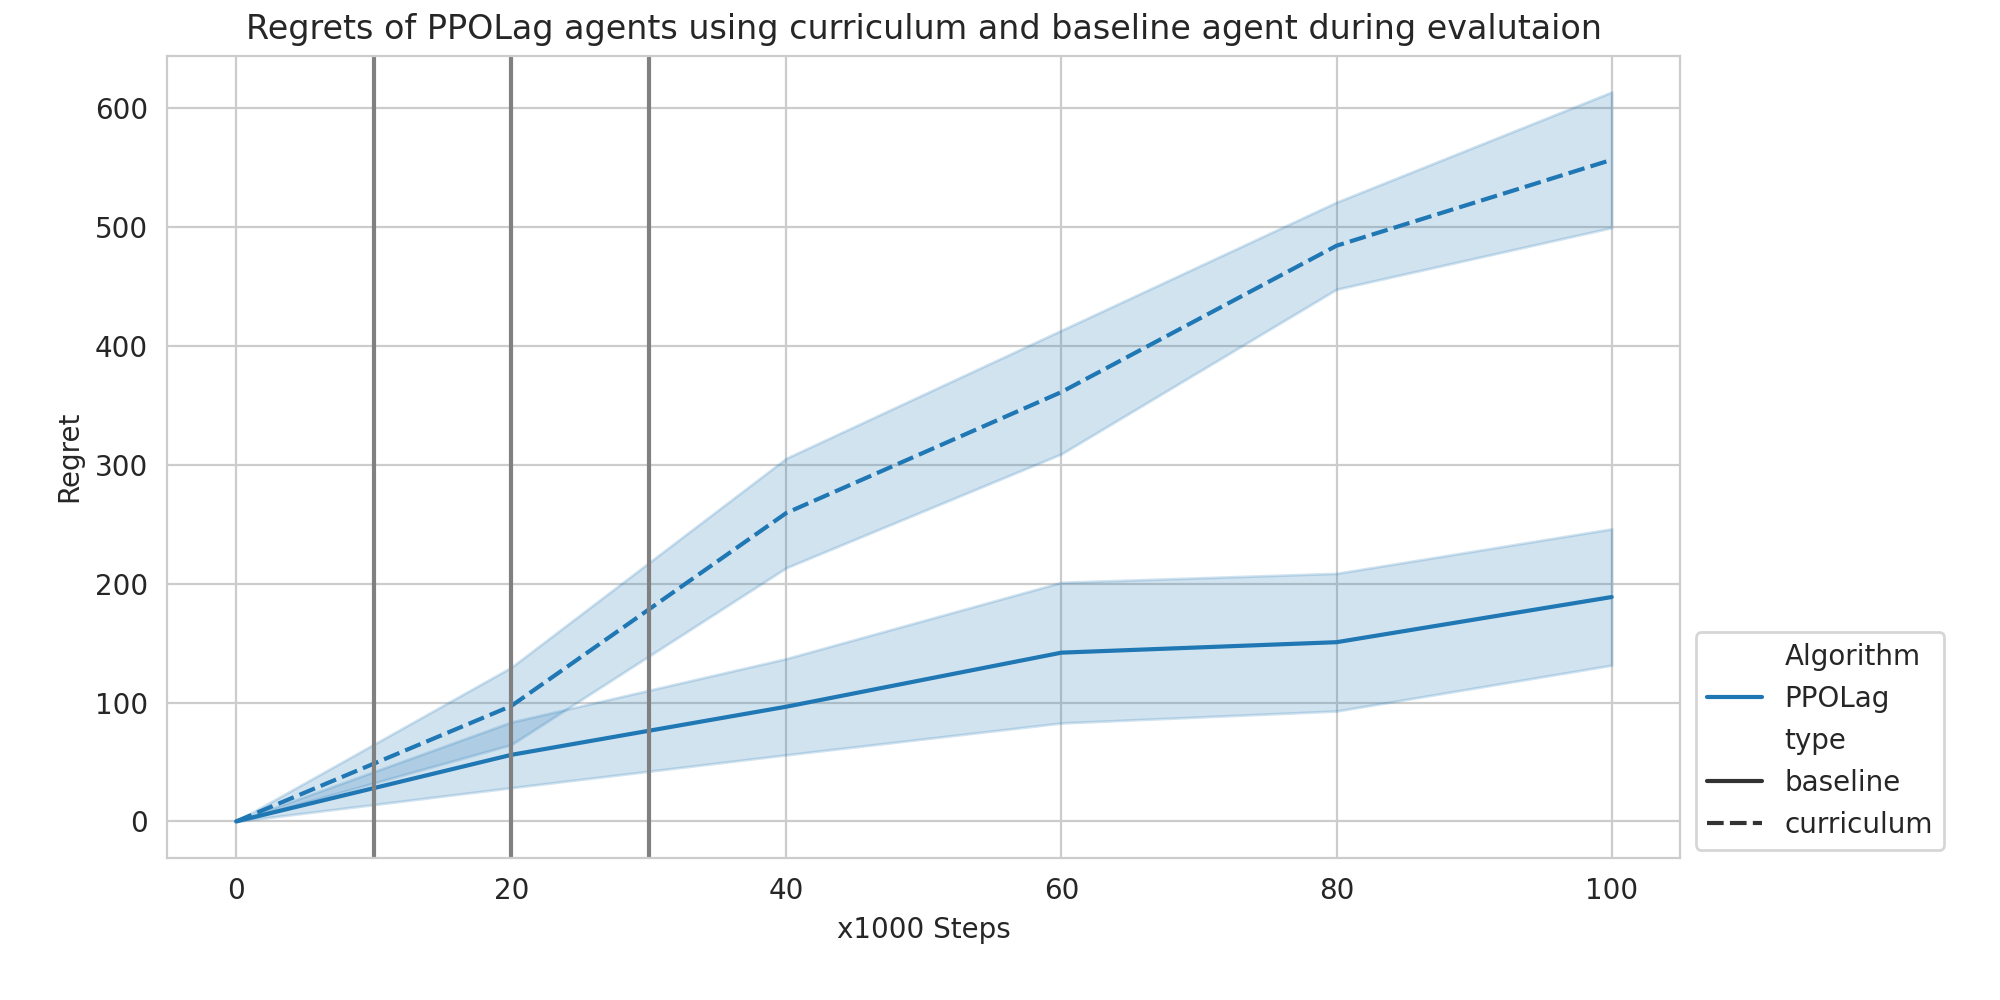 Regrets of PPOLag agents using curriculum and baseline agent during evalutaion
600
500
400
300
200
100
0
Regret
0 20 40 60 80 100
x1000 Steps
Algorithm
PPOLag
type
baseline
curriculum